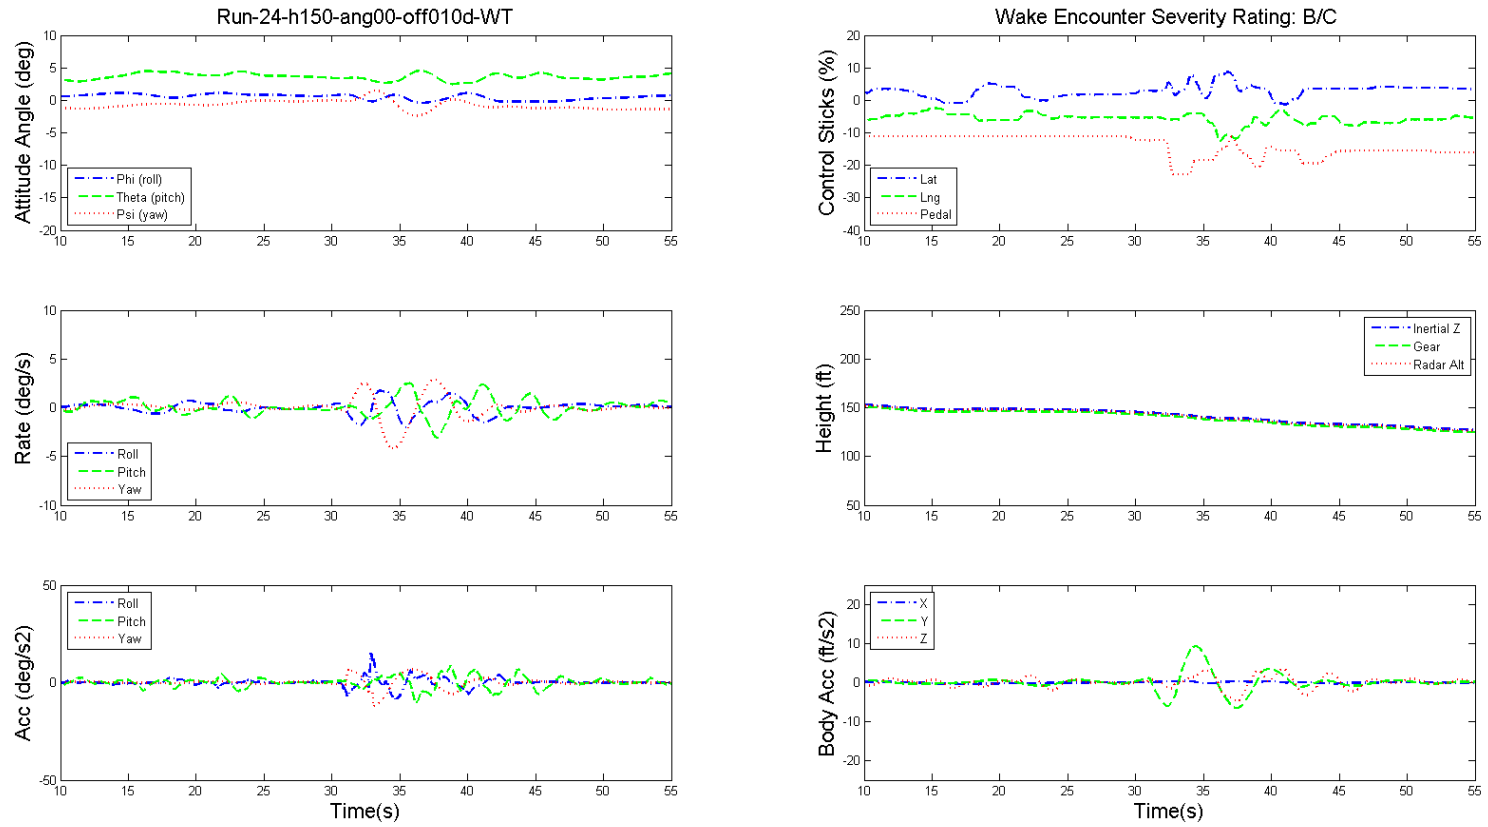 Run-24-h150-ang00-off010d-WT
Attitude Angle (deg)
10
5
0
-5
-10
-15
-20
Phi (roll)
Theta (pitch)
Psi (yaw)
10 15 20 25 30 35 40 45 50 55
Wake Encounter Severity Rating: B/C
Control Sticks (%)
20
10
0
-10
-20
-30
-40
Lat
Lng
Pedal
10 15 20 25 30 35 40 45 50 55
Rate (deg/s)
10
5
0
-5
-10
Roll
Pitch
Yaw
10 15 20 25 30 35 40 45 50 55
Height (ft)
250
200
150
100
50
Inertial Z
Gear
Radar Alt
10 15 20 25 30 35 40 45 50 55
Acc (deg/s2)
50
0
-50
Roll
Pitch
Yaw
10 15 20 25 30 35 40 45 50 55
Time(s)
Body Acc (ft/s2)
20
10
0
-10
-20
X
Y
Z
10 15 20 25 30 35 40 45 50 55
Time(s)